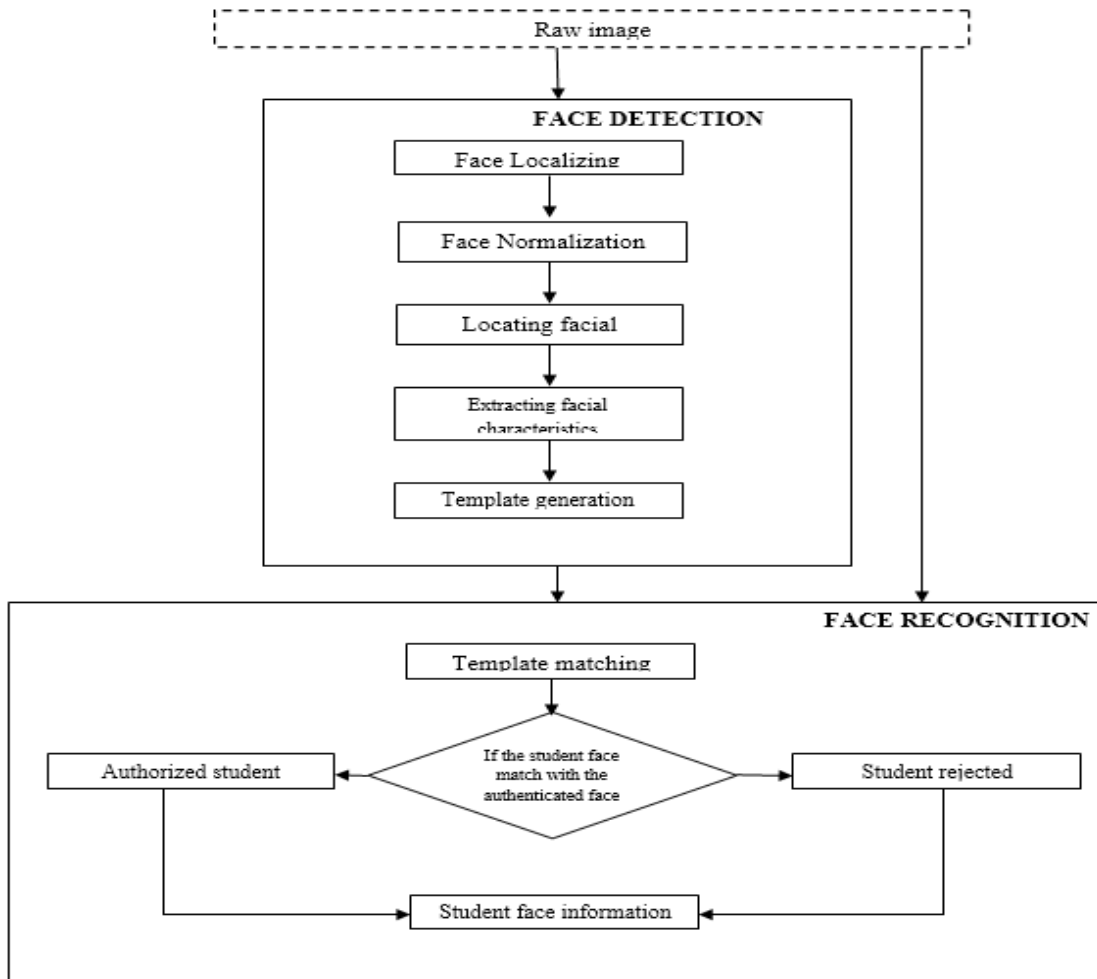 Raw image
FACE DETECTION
Face Localizing
Face Normalization
Locating facial
Extracting facial
characteristics
Template generation
FACE RECOGNITION
Template matching
If the student face
match with the
authenticated face
Authorized student
Student rejected
Student face information